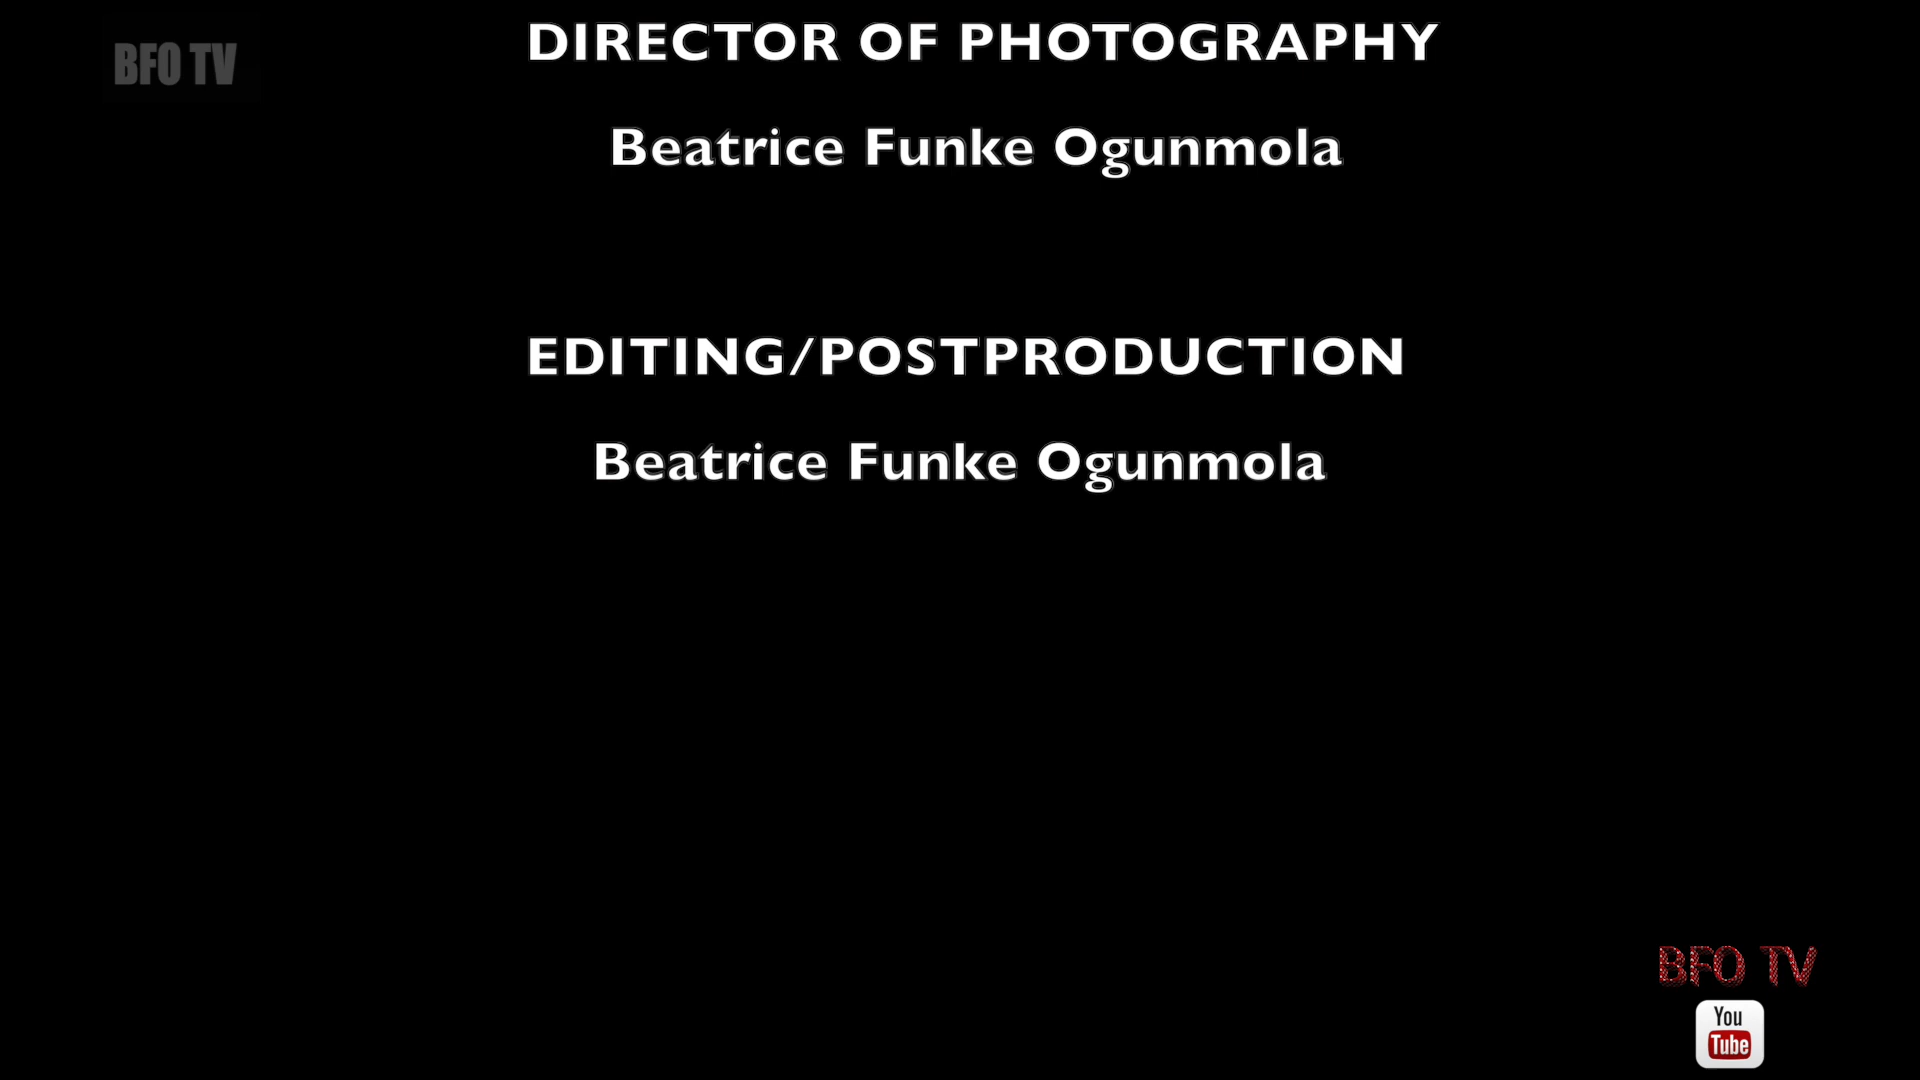 BFO TV
DIRECTOR OF PHOTOGRAPHY
Beatrice Funke Ogunmola
EDITING/POSTPRODUCTION
Beatrice Funke Ogunmola
BFO TV
You
Tube